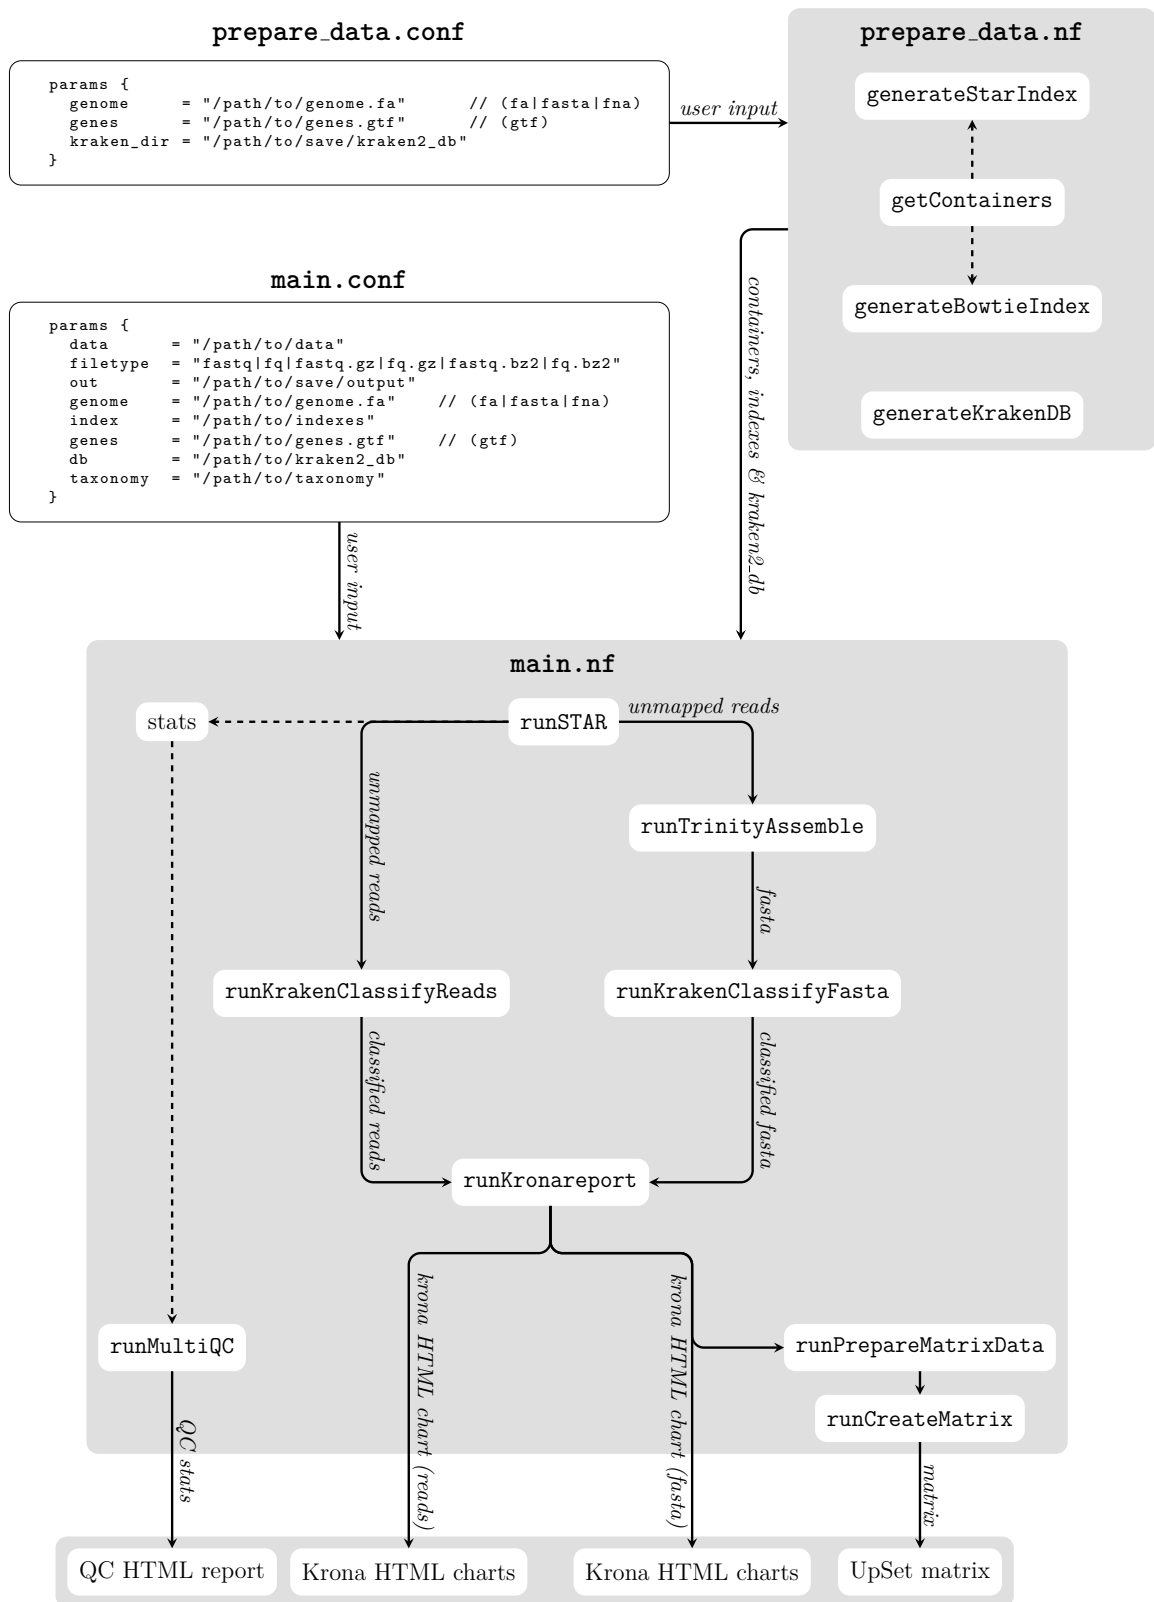 prepare_data.conf
params {
  genome     = "/path/to/genome.fa"      // (fa|fasta|fna)
  genes      = "/path/to/genes.gtf"      // (gtf)
  kraken_dir = "/path/to/save/kraken2_db"
}
user input
prepare_data.nf
generateStarIndex
getContainers
generateBowtieIndex
generateKrakenDB
containers, indexes & kraken2_db
main.conf
params {
  data      = "/path/to/data"
  filetype  = "fastq|fq|fastq.gz|fq.gz|fastq.bz2|fq.bz2"
  out       = "/path/to/save/output"
  genome    = "/path/to/genome.fa"    // (fa|fasta|fna)
  index     = "/path/to/indexes"
  genes     = "/path/to/genes.gtf"    // (gtf)
  db        = "/path/to/kraken2_db"
  taxonomy  = "/path/to/taxonomy"
}
user input
main.nf
stats
runSTAR
unmapped reads
unmapped reads
runTrinityAssemble
fasta
runKrakenClassifyReads
runKrakenClassifyFasta
classified reads
classified fasta
runKronareport
krona HTML chart (reads)
krona HTML chart (fasta)
runMultiQC
runPrepareMatrixData
runCreateMatrix
QC stats
matrix
QC HTML report
Krona HTML charts
Krona HTML charts
UpSet matrix